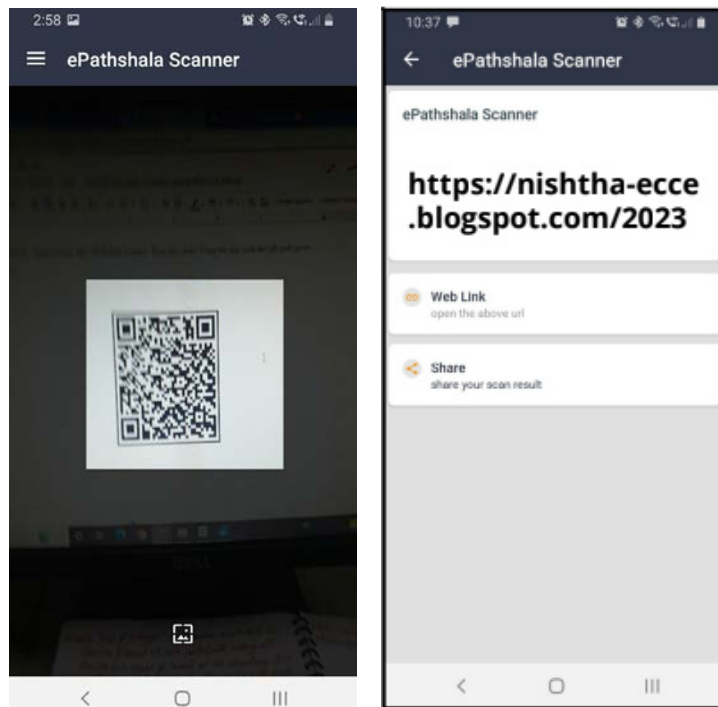 2:58
ePathshala Scanner
DELL
10:37
ePathshala Scanner
ePathshala Scanner
https://nishtha-ecce
.blogspot.com/2023
Web Link
open the above url
Share
share your scan result